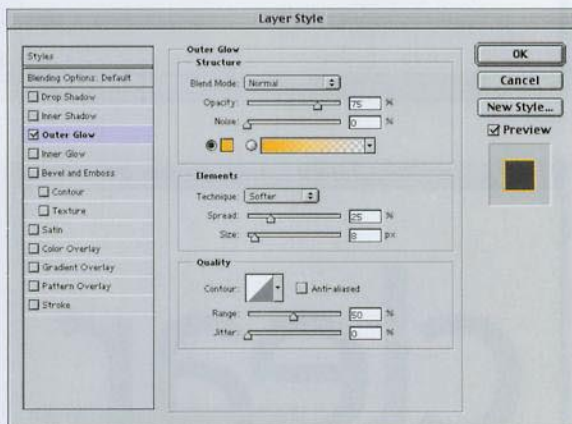 Layer Style
Styles
Blending Options: Default
Drop Shadow
Inner Shadow
Outer Glow
Inner Glow
Bevel and Emboss
Contour
Texture
Satin
Color Overlay
Gradient Overlay
Pattern Overlay
Stroke
Outer Glow
Structure
Blend Mode: Normal
Opacity: 75 %
Noise: 0 %
Elements
Technique: Softer
Spread: 25 %
Size: 8 px
Quality
Contour: Anti-aliased
Range: 50 %
Jitter: 0 %
OK
Cancel
New Style...
Preview